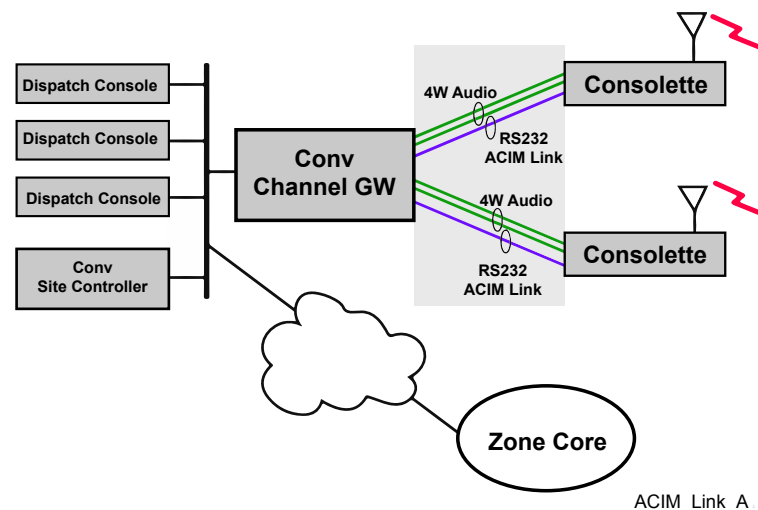 Dispatch Console
Dispatch Console
Dispatch Console
Conv
Site Controller
Conv
Channel GW
4W Audio
RS232
ACIM Link
4W Audio
RS232
ACIM Link
Consolette
Consolette
Zone Core
ACIM_Link_A